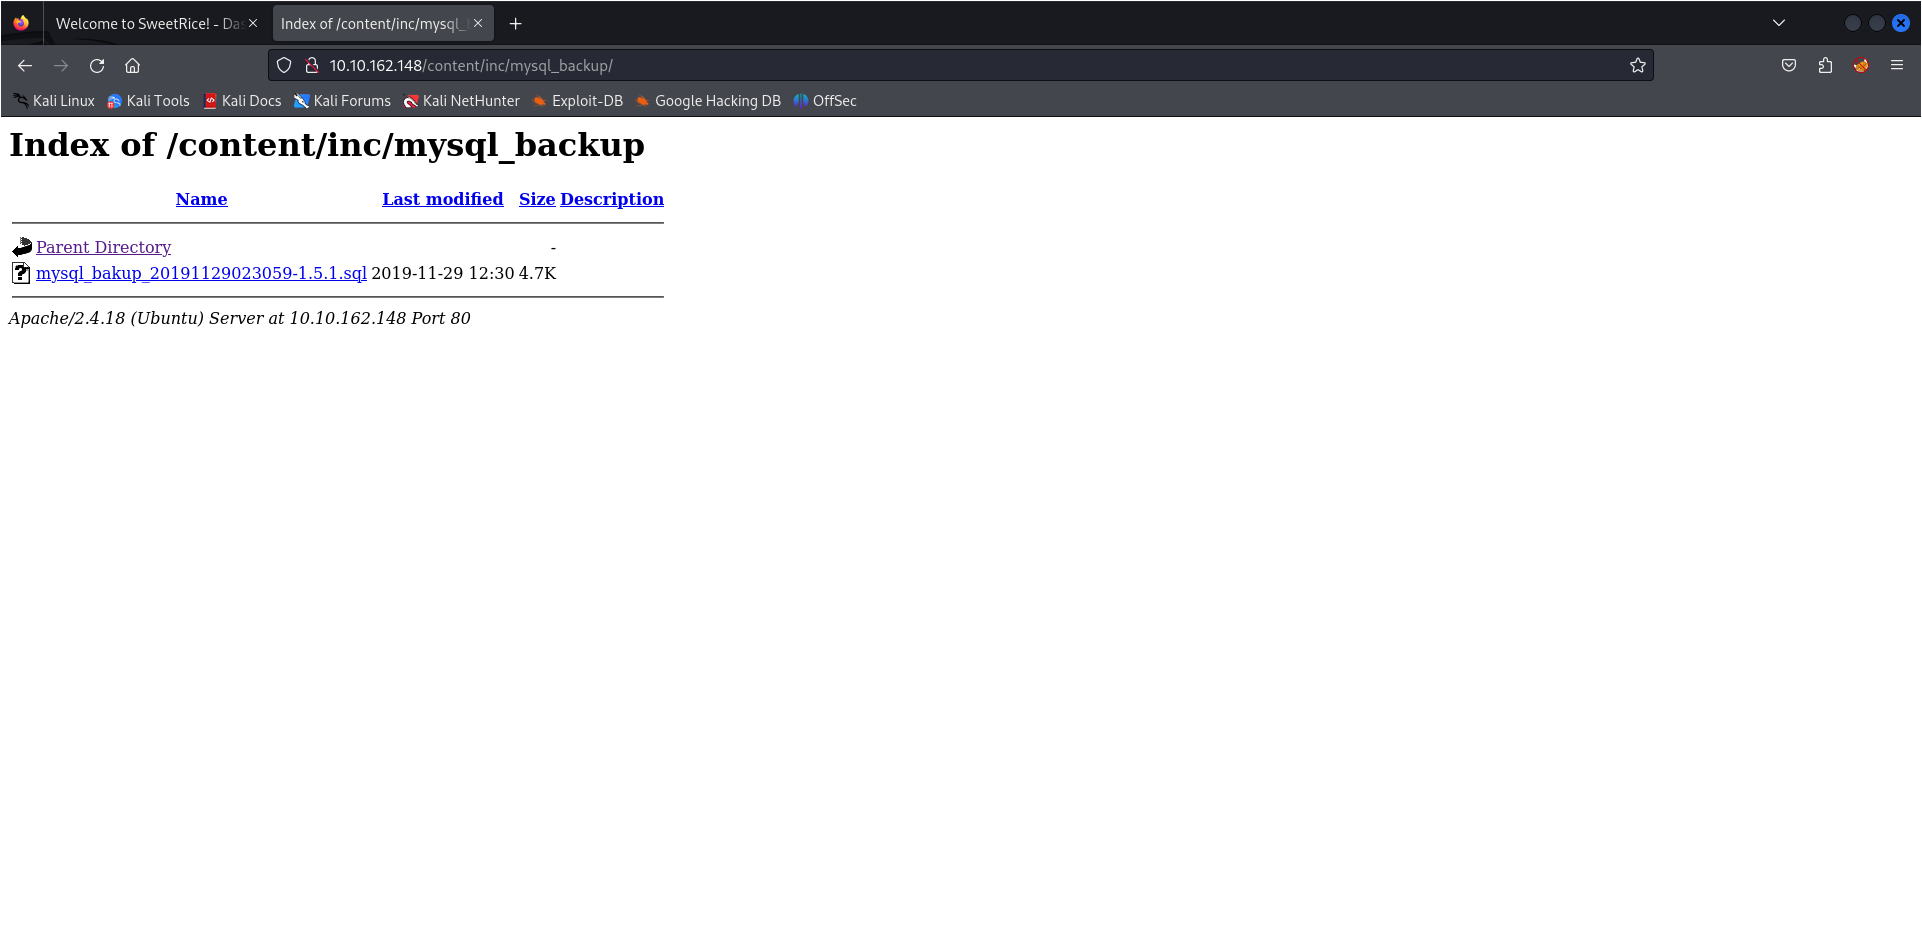 Welcome to SweetRice! - Das
Index of /content/inc/mysql_
10.10.162.148/content/inc/mysql_backup/
Kali Linux Kali Tools Kali Docs Kali Forums Kali NetHunter Exploit-DB Google Hacking DB OffSec
Index of /content/inc/mysql_backup
Name Last modified Size Description
Parent Directory -
mysql_bakup_20191129023059-1.5.1.sql 2019-11-29 12:30 4.7K
Apache/2.4.18 (Ubuntu) Server at 10.10.162.148 Port 80